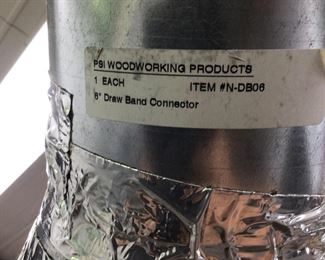 PSI WOODWORKING PRODUCTS
1 EACH ITEM #N-DB06
6" Draw Band Connector